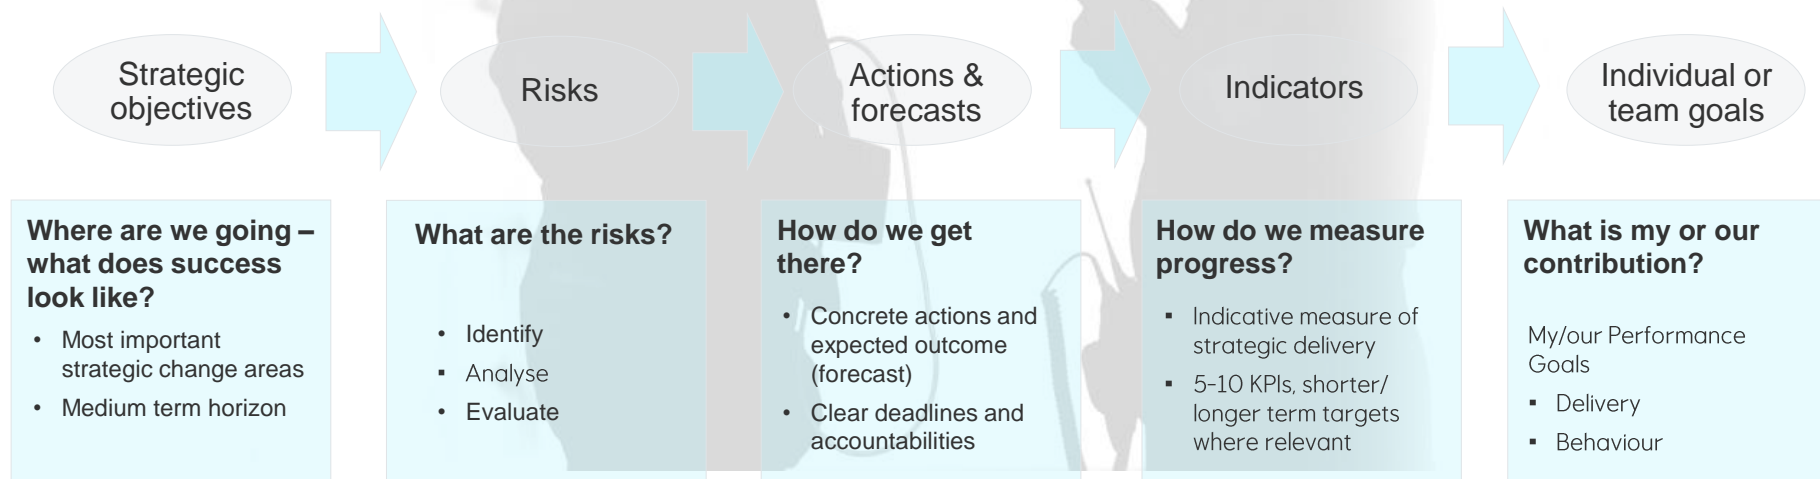 Strategic
objectives
Risks
Actions &
forecasts
Indicators
Individual or
team goals
Where are we going –
what does success
look like?
• Most important
strategic change areas
• Medium term horizon
What are the risks?
• Identify
▪ Analyse
• Evaluate
How do we get
there?
• Concrete actions and
expected outcome
(forecast)
• Clear deadlines and
accountabilities
How do we measure
progress?
▪ Indicative measure of
strategic delivery
▪ 5-10 KPIs, shorter/
longer term targets
where relevant
What is my or our
contribution?
My/our Performance
Goals
▪ Delivery
▪ Behaviour